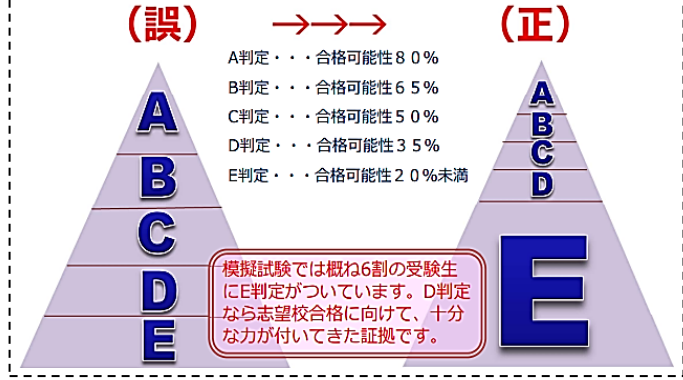 (誤)
→→→
(正)
A判定・・・合格可能性80%
B判定・・・合格可能性65%
C判定・・・合格可能性50%
D判定・・・合格可能性35%
E判定・・・合格可能性20%未満
A
B
C
D
E
A
B
C
D
E
模擬試験では概ね6割の受験生
にE判定がついています。D判定
なら志望校合格に向けて、十分
な力が付いてきた証拠です。